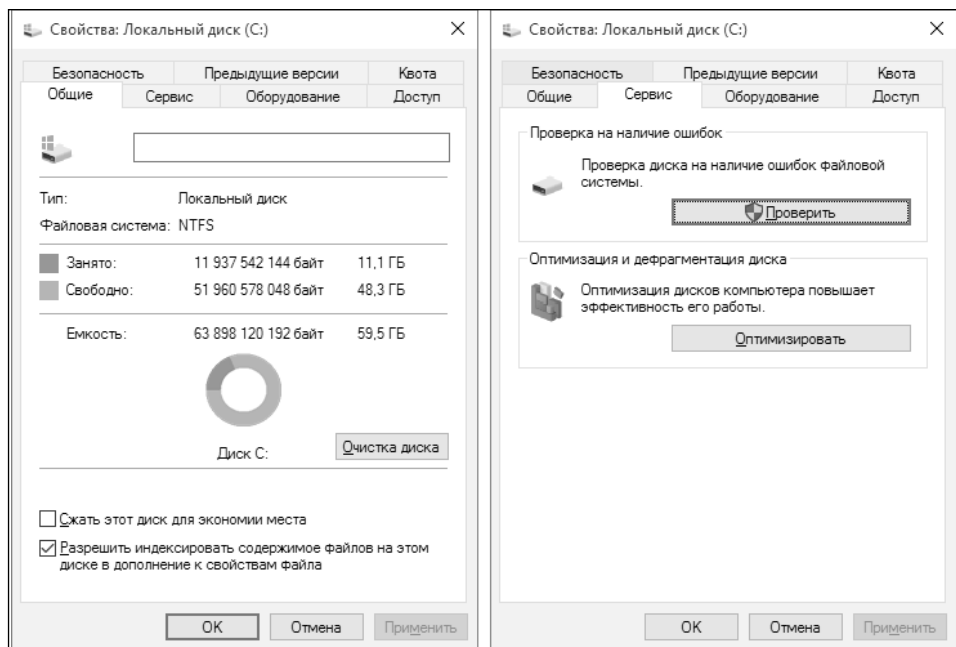 Свойства: Локальный диск (C:)
Безопасность Предыдущие версии Квота
Общие Сервис Оборудование Доступ
Тип: Локальный диск
Файловая система: NTFS
Занято: 11 937 542 144 байт 11,1 ГБ
Свободно: 51 960 578 048 байт 48,3 ГБ
Емкость: 63 898 120 192 байт 59,5 ГБ
Диск C:
Очистка диска
Сжать этот диск для экономии места
Разрешить индексировать содержимое файлов на этом
диске в дополнение к свойствам файла
OK Отмена Применить
Свойства: Локальный диск (C:)
Безопасность Предыдущие версии Квота
Общие Сервис Оборудование Доступ
Проверка на наличие ошибок
Проверка диска на наличие ошибок файловой
системы.
Проверить
Оптимизация и дефрагментация диска
Оптимизация дисков компьютера повышает
эффективность его работы.
Оптимизировать
OK Отмена Применить